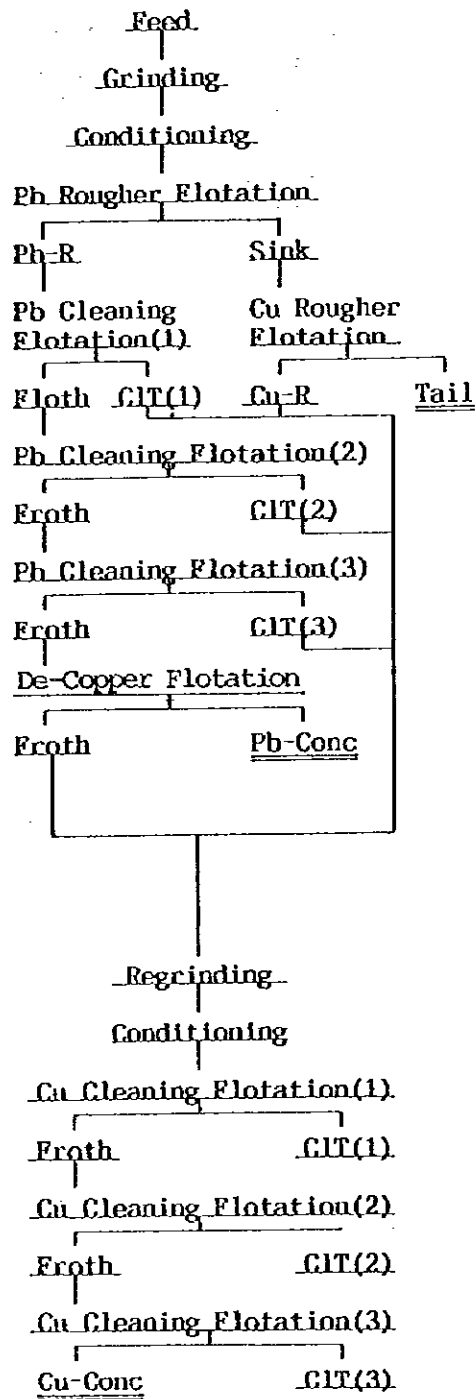 Feed
Grinding
Conditioning
Pb Rougher Flotation
Pb-R Sink
Pb Cleaning Cu Rougher
Flotation(1) Flotation
Floth ClT(1) Cu-R Tail
Pb Cleaning Flotation(2)
Froth ClT(2)
Pb Cleaning Flotation(3)
Froth ClT(3)
De-Copper Flotation
Froth Pb-Conc
Regrinding
Conditioning
Cu Cleaning Flotation(1)
Froth ClT(1)
Cu Cleaning Flotation(2)
Froth ClT(2)
Cu Cleaning Flotation(3)
Cu-Conc ClT(3)